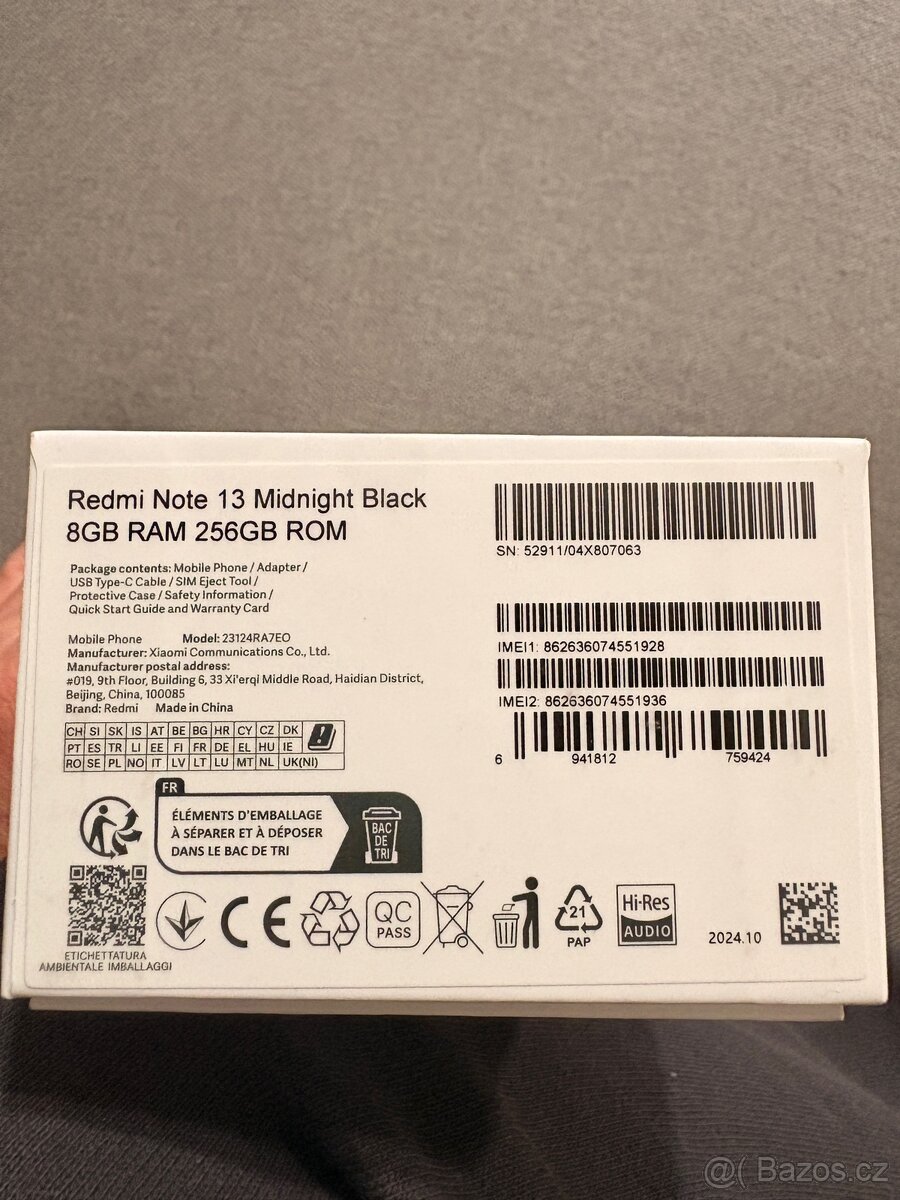 Redmi Note 13 Midnight Black
8GB RAM 256GB ROM
Package contents: Mobile Phone / Adapter /
USB Type-C Cable / SIM Eject Tool /
Protective Case / Safety Information /
Quick Start Guide and Warranty Card
Mobile Phone Model: 23124RA7EO
Manufacturer: Xiaomi Communications Co., Ltd.
Manufacturer postal address:
#019, 9th Floor, Building 6, 33 Xi'erqi Middle Road, Haidian District,
Beijing, China, 100085
Brand: Redmi Made in China
CH SI SK IS AT BE BG HR CY CZ DK
PT ES TR LI EE FI FR DE EL HU IE
RO SE PL NO IT LV LT LU MT NL UK(NI)
SN: 52911/04X807063
IMEI1: 862636074551928
IMEI2: 862636074551936
6 941812 759424
FR
ÉLÉMENTS D'EMBALLAGE
À SÉPARER ET À DÉPOSER
DANS LE BAC DE TRI
BAC
DE
TRI
ETICHETTATURA
AMBIENTALE IMBALLAGGI
CE
QC
PASS
21
PAP
Hi-Res
AUDIO
2024.10
@( Bazos.cz